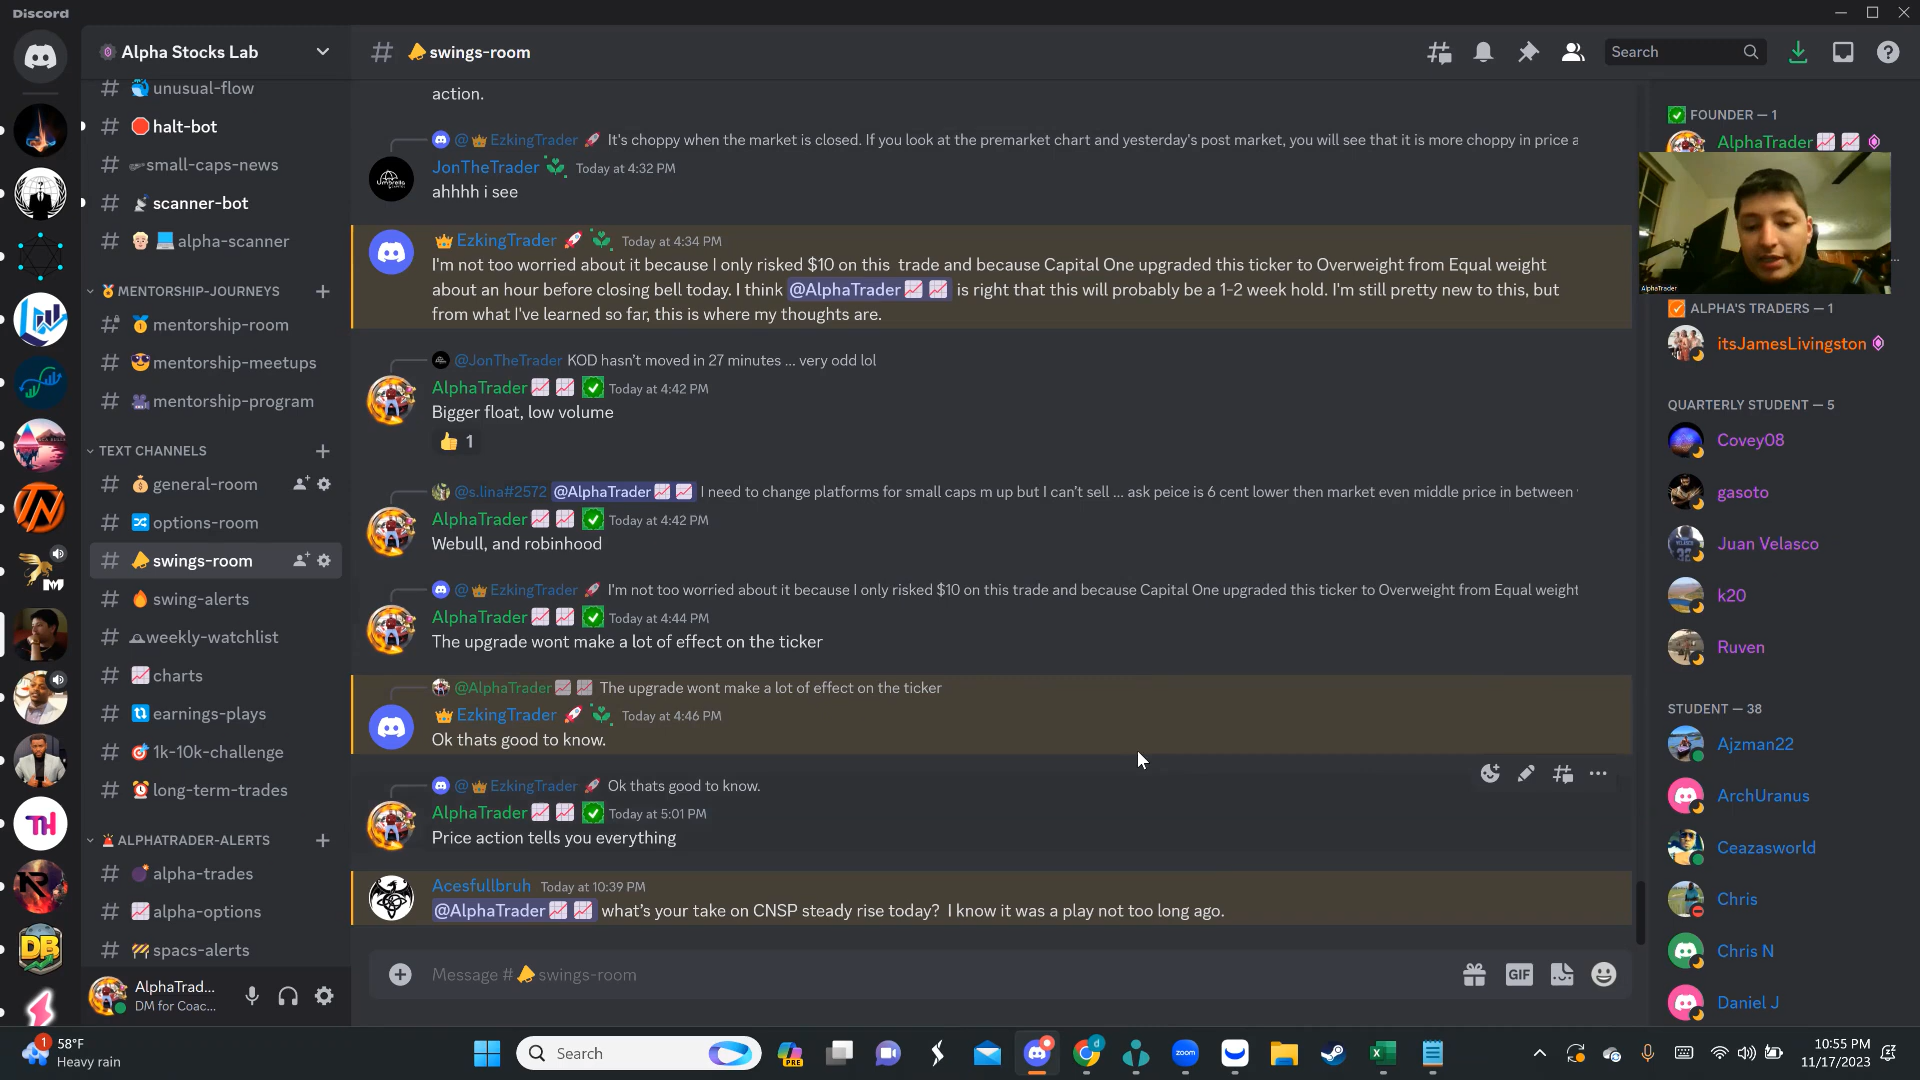 Discord
Alpha Stocks Lab
unusual-flow
halt-bot
small-caps-news
scanner-bot
alpha-scanner
MENTORSHIP-JOURNEYS
mentorship-room
mentorship-meetups
mentorship-program
TEXT CHANNELS
general-room
options-room
swings-room
swing-alerts
weekly-watchlist
charts
earnings-plays
1k-10k-challenge
long-term-trades
ALPHATRADER-ALERTS
alpha-trades
alpha-options
spacs-alerts
AlphaTrad...
DM for Coac...
# swings-room
Search
action.
@EzkingTrader It's choppy when the market is closed. If you look at the premarket chart and yesterday's post market, you will see that it is more choppy in price a
JonTheTrader Today at 4:32 PM
ahhhh i see
EzkingTrader Today at 4:34 PM
I'm not too worried about it because I only risked $10 on this trade and because Capital One upgraded this ticker to Overweight from Equal weight
about an hour before closing bell today. I think @AlphaTrader is right that this will probably be a 1-2 week hold. I'm still pretty new to this, but
from what I've learned so far, this is where my thoughts are.
@JonTheTrader KOD hasn't moved in 27 minutes ... very odd lol
AlphaTrader Today at 4:42 PM
Bigger float, low volume
1
@s.lina#2572 @AlphaTrader I need to change platforms for small caps m up but I can't sell ... ask peice is 6 cent lower then market even middle price in between
AlphaTrader Today at 4:42 PM
Webull, and robinhood
@EzkingTrader I'm not too worried about it because I only risked $10 on this trade and because Capital One upgraded this ticker to Overweight from Equal weight
AlphaTrader Today at 4:44 PM
The upgrade wont make a lot of effect on the ticker
@AlphaTrader The upgrade wont make a lot of effect on the ticker
EzkingTrader Today at 4:46 PM
Ok thats good to know.
@EzkingTrader Ok thats good to know.
AlphaTrader Today at 5:01 PM
Price action tells you everything
Acesfullbruh Today at 10:39 PM
@AlphaTrader what's your take on CNSP steady rise today? I know it was a play not too long ago.
Message # swings-room
GIF
FOUNDER — 1
AlphaTrader
AlphaTrader
ALPHA'S TRADERS — 1
itsJamesLivingston
QUARTERLY STUDENT — 5
Covey08
gasoto
Juan Velasco
k20
Ruven
STUDENT — 38
Ajzman22
ArchUranus
Ceazasworld
Chris
Chris N
Daniel J
TH
DB
1
58°F
Heavy rain
Search
PRE
zoom
10:55 PM
11/17/2023